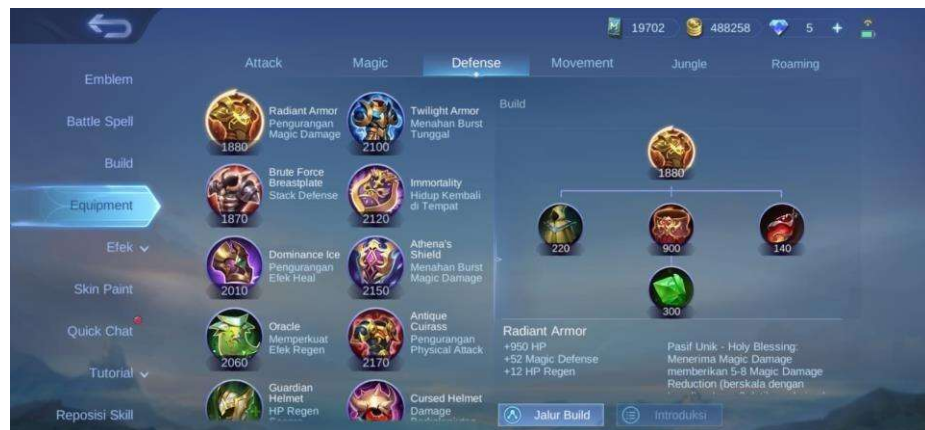 19702
488258
5
Emblem
Battle Spell
Build
Equipment
Efek
Skin Paint
Quick Chat
Tutorial
Reposisi Skill
Attack
Magic
Defense
Movement
Jungle
Roaming
1880
Radiant Armor
Pengurangan
Magic Damage
2100
Twilight Armor
Menahan Burst
Tunggal
1870
Brute Force
Breastplate
Stack Defense
2120
Immortality
Hidup Kembali
di Tempat
2010
Dominance Ice
Pengurangan
Efek Heal
2150
Athena's
Shield
Menahan Burst
Magic Damage
2060
Oracle
Memperkuat
Efek Regen
2170
Antique
Cuirass
Pengurangan
Physical Attack
Guardian
Helmet
HP Regen
Cursed Helmet
Damage
Build
1880
220
900
140
300
Radiant Armor
+950 HP
+52 Magic Defense
+12 HP Regen
Pasif Unik - Holy Blessing:
Menerima Magic Damage
memberikan 5-8 Magic Damage
Reduction (berskala dengan
Jalur Build
Introduksi